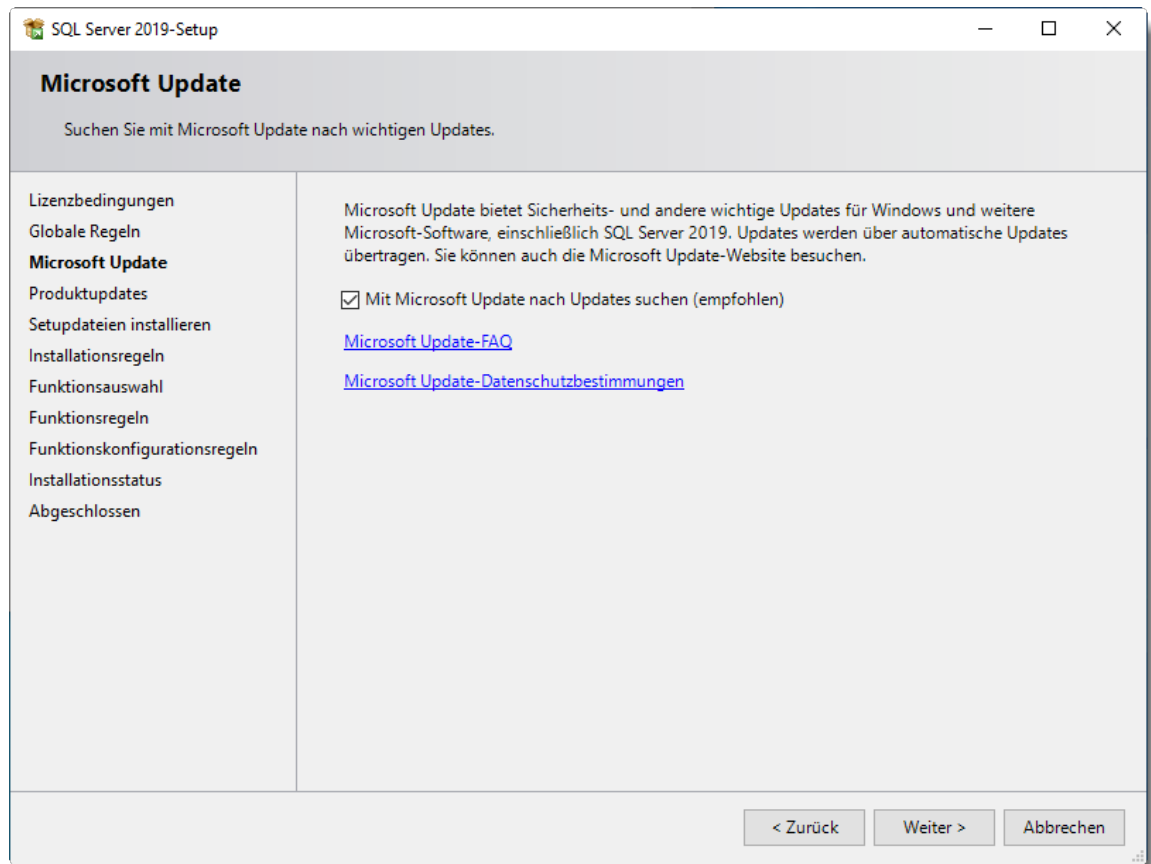 SQL Server 2019-Setup
Microsoft Update
Suchen Sie mit Microsoft Update nach wichtigen Updates.
Lizenzbedingungen
Globale Regeln
Microsoft Update
Produktupdates
Setupdateien installieren
Installationsregeln
Funktionsauswahl
Funktionsregeln
Funktionskonfigurationsregeln
Installationsstatus
Abgeschlossen
Microsoft Update bietet Sicherheits- und andere wichtige Updates für Windows und weitere
Microsoft-Software, einschließlich SQL Server 2019. Updates werden über automatische Updates
übertragen. Sie können auch die Microsoft Update-Website besuchen.
Mit Microsoft Update nach Updates suchen (empfohlen)
Microsoft Update-FAQ
Microsoft Update-Datenschutzbestimmungen
< Zurück
Weiter >
Abbrechen